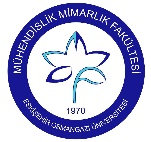 MÜHENDİSLİK MİMARLIK FAKÜLTESİ
1970
ESKİŞEHİR OSMANGAZİ ÜNİVERSİTESİ